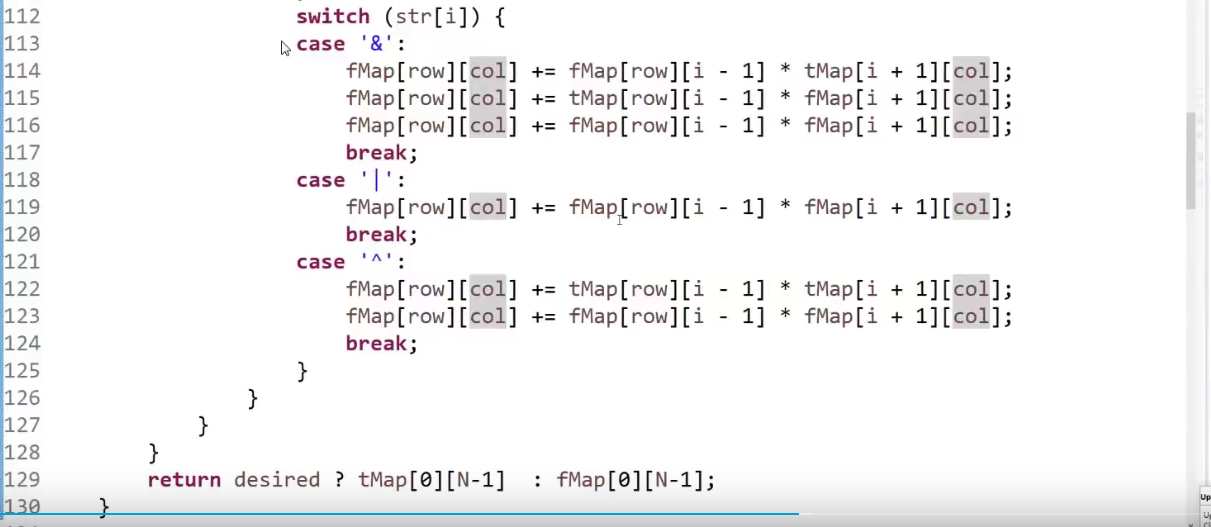 112 switch (str[i]) {
113 case '&':
114 fMap[row][col] += fMap[row][i - 1] * tMap[i + 1][col];
115 fMap[row][col] += tMap[row][i - 1] * fMap[i + 1][col];
116 fMap[row][col] += fMap[row][i - 1] * fMap[i + 1][col];
117 break;
118 case '|':
119 fMap[row][col] += fMap[row][i - 1] * fMap[i + 1][col];
120 break;
121 case '^':
122 fMap[row][col] += tMap[row][i - 1] * tMap[i + 1][col];
123 fMap[row][col] += fMap[row][i - 1] * fMap[i + 1][col];
124 break;
125 }
126 }
127 }
128 }
129 return desired ? tMap[0][N-1] : fMap[0][N-1];
130 }
Up